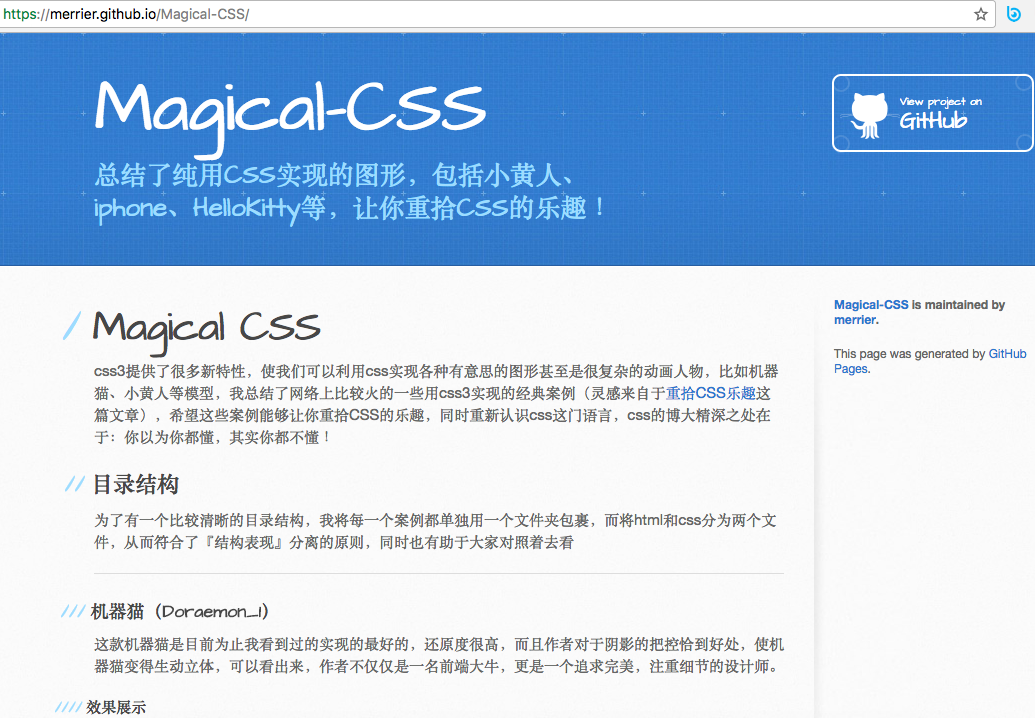 https://merrier.github.io/Magical-CSS/
Magical-CSS
View project on
GitHub
总结了纯用CSS实现的图形，包括小黄人、
iphone、HelloKitty等，让你重拾CSS的乐趣！
Magical CSS
css3提供了很多新特性，使我们可以利用css实现各种有意思的图形甚至是很复杂的动画人物，比如机器
猫、小黄人等模型，我总结了网络上比较火的一些用css3实现的经典案例（灵感来自于重拾CSS乐趣这
篇文章），希望这些案例能够让你重拾CSS的乐趣，同时重新认识css这门语言，css的博大精深之处在
于：你以为你都懂，其实你都不懂！
目录结构
为了有一个比较清晰的目录结构，我将每一个案例都单独用一个文件夹包裹，而将html和css分为两个文
件，从而符合了『结构表现』分离的原则，同时也有助于大家对照着去看
机器猫（Doraemon_1）
这款机器猫是目前为止我看到过的实现的最好的，还原度很高，而且作者对于阴影的把控恰到好处，使机
器猫变得生动立体，可以看出来，作者不仅仅是一名前端大牛，更是一个追求完美，注重细节的设计师。
效果展示
Magical-CSS is maintained by
merrier.
This page was generated by GitHub
Pages.